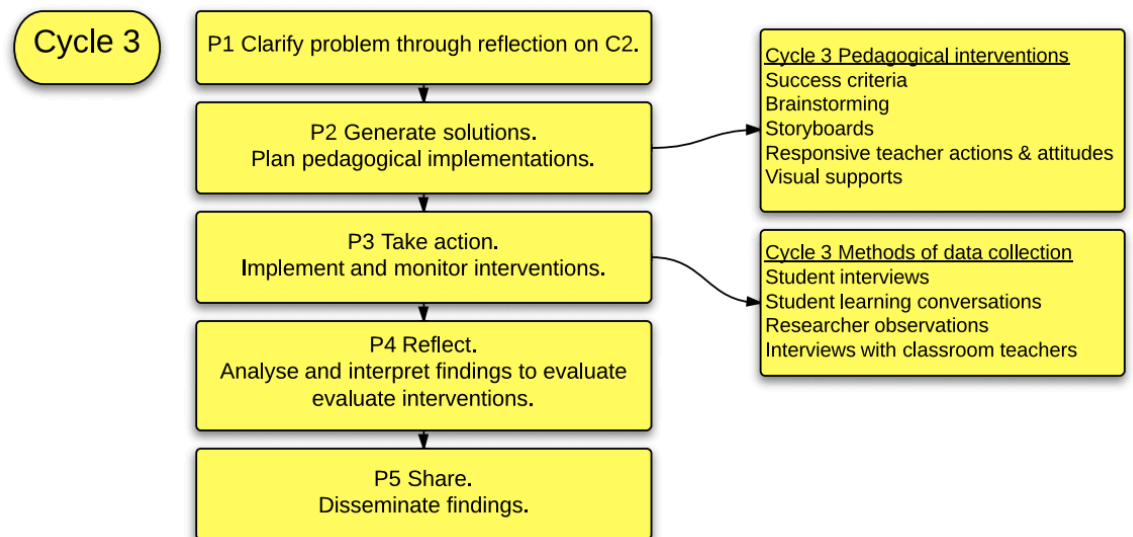 Cycle 3
P1 Clarify problem through reflection on C2.
P2 Generate solutions.
Plan pedagogical implementations.
P3 Take action.
Implement and monitor interventions.
P4 Reflect.
Analyse and interpret findings to evaluate
evaluate interventions.
P5 Share.
Disseminate findings.
Cycle 3 Pedagogical interventions
Success criteria
Brainstorming
Storyboards
Responsive teacher actions & attitudes
Visual supports
Cycle 3 Methods of data collection
Student interviews
Student learning conversations
Researcher observations
Interviews with classroom teachers